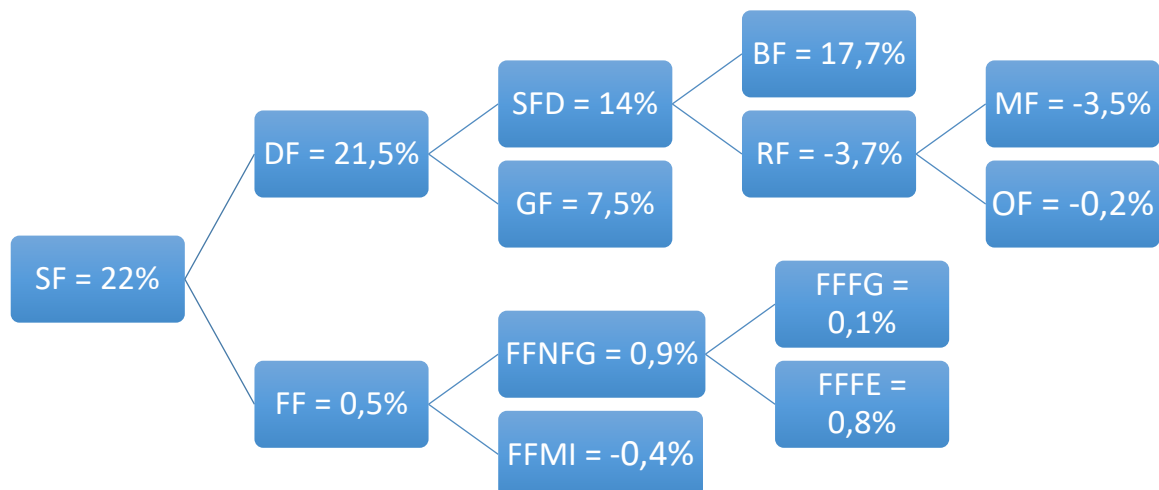 BF = 17,7%
SFD = 14%
MF = -3,5%
DF = 21,5%
RF = -3,7%
GF = 7,5%
OF = -0,2%
SF = 22%
FFFG =
0,1%
FFNFG = 0,9%
FF = 0,5%
FFFE =
0,8%
FFMI = -0,4%